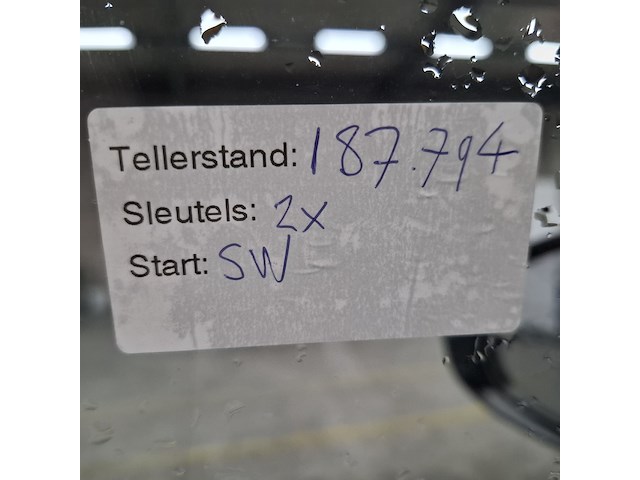 Tellerstand: 187.794
Sleutels: 2x
Start: SW